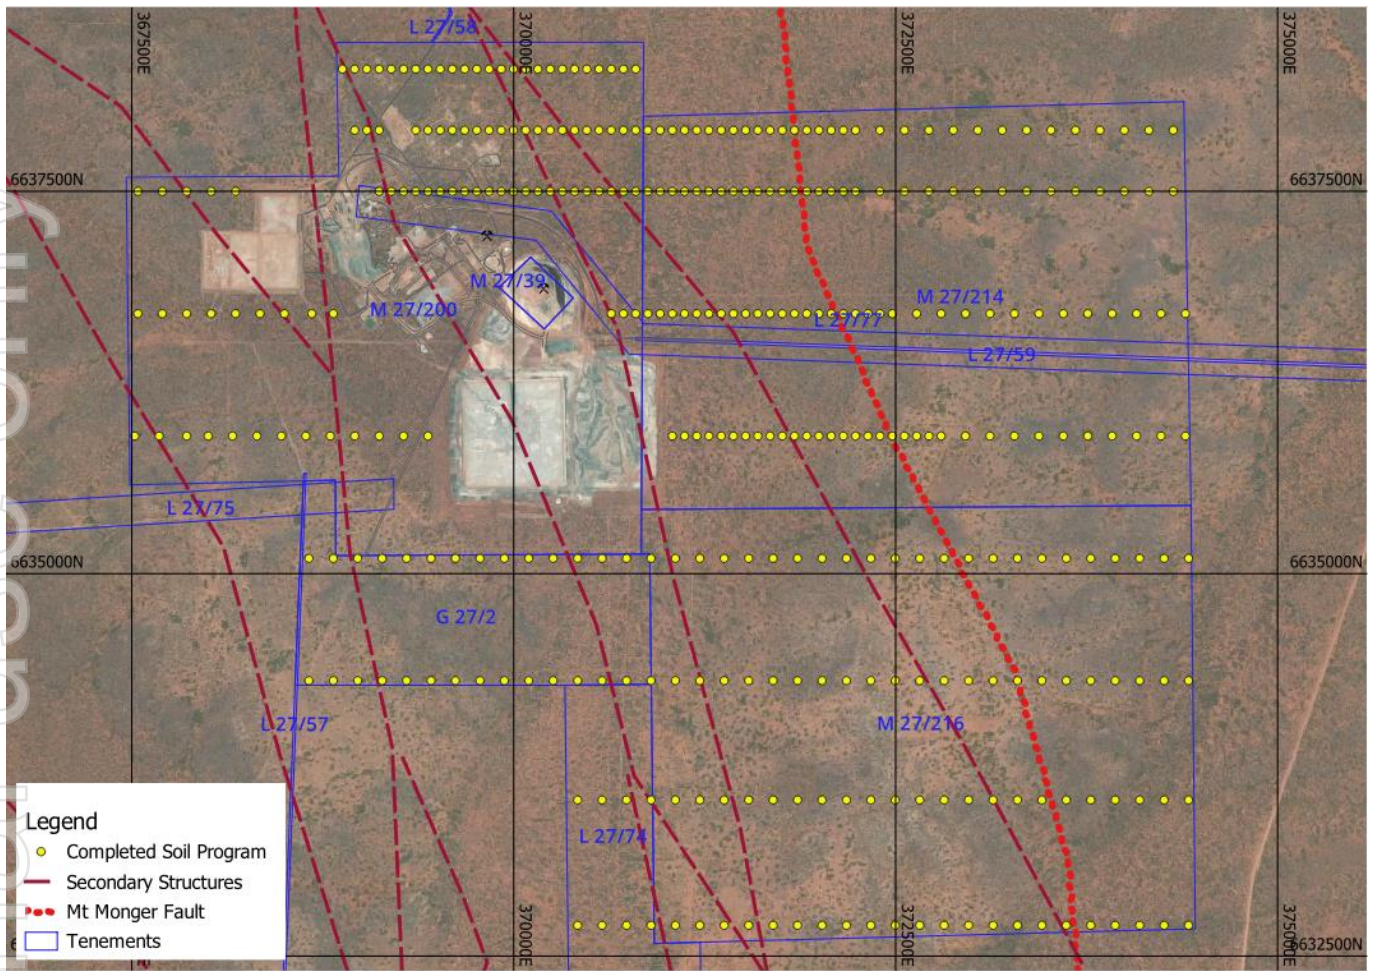 L 27/58
367500E
370000E
372500E
375000E
6637500N
6637500N
M 27/39
M 27/200
M 27/214
L 27/77
L 27/59
L 27/75
6635000N
6635000N
G 27/2
L 27/57
M 27/216
L 27/74
Legend
Completed Soil Program
Secondary Structures
Mt Monger Fault
Tenements
370000E
372500E
375000E
6632500N